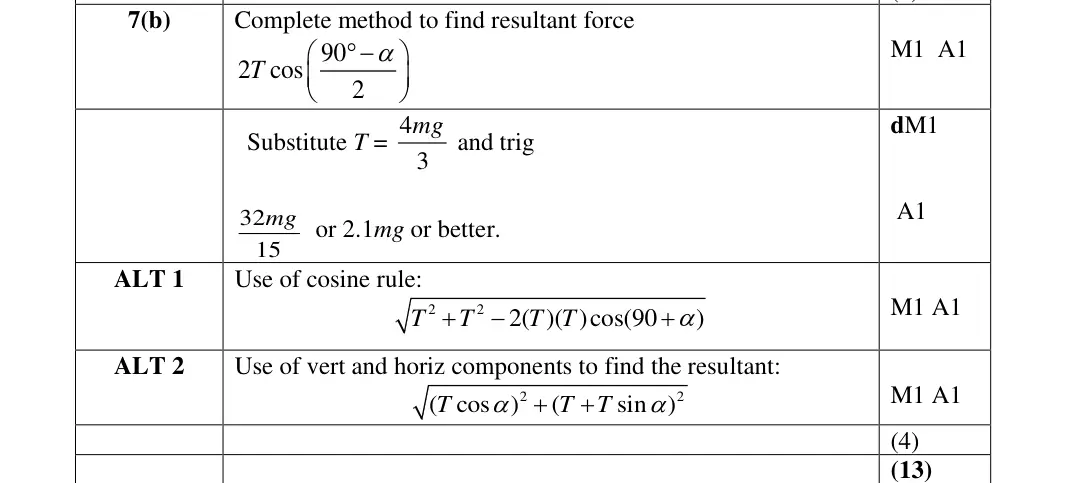 7(b) Complete method to find resultant force
2T cos((90° − α)/2) M1 A1
Substitute T = 4mg/3 and trig dM1
32mg/15 or 2.1mg or better. A1
ALT 1 Use of cosine rule:
√(T² + T² − 2(T)(T)cos(90 + α)) M1 A1
ALT 2 Use of vert and horiz components to find the resultant:
√((T cos α)² + (T + T sin α)²) M1 A1
(4)
(13)